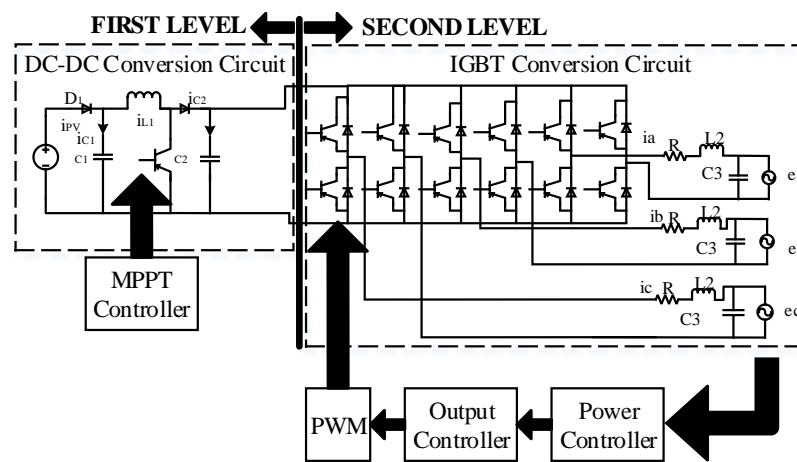 FIRST LEVEL
SECOND LEVEL
DC-DC Conversion Circuit
IGBT Conversion Circuit
D1
iC2
iPV
iC1
iL1
C1
C2
ia
R
L2
C3
e
ib
R
L2
C3
e
ic
R
L2
C3
ec
MPPT
Controller
PWM
Output
Controller
Power
Controller